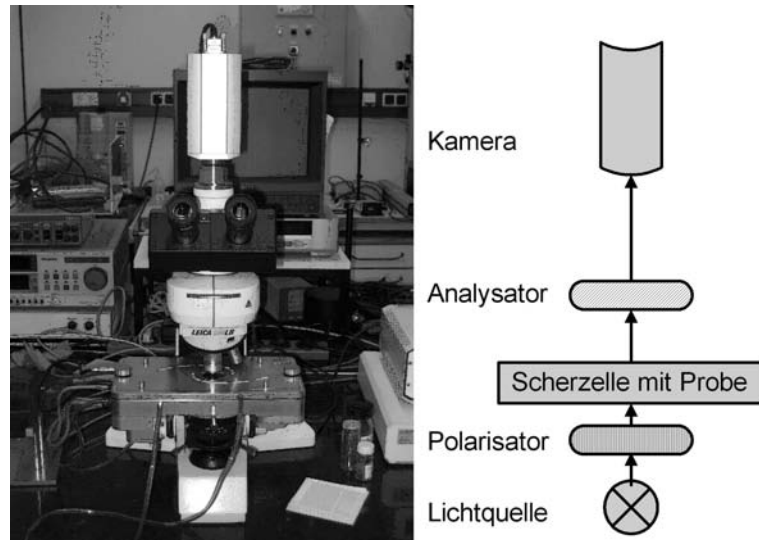 LEICA
Kamera
Analysator
Scherzelle mit Probe
Polarisator
Lichtquelle